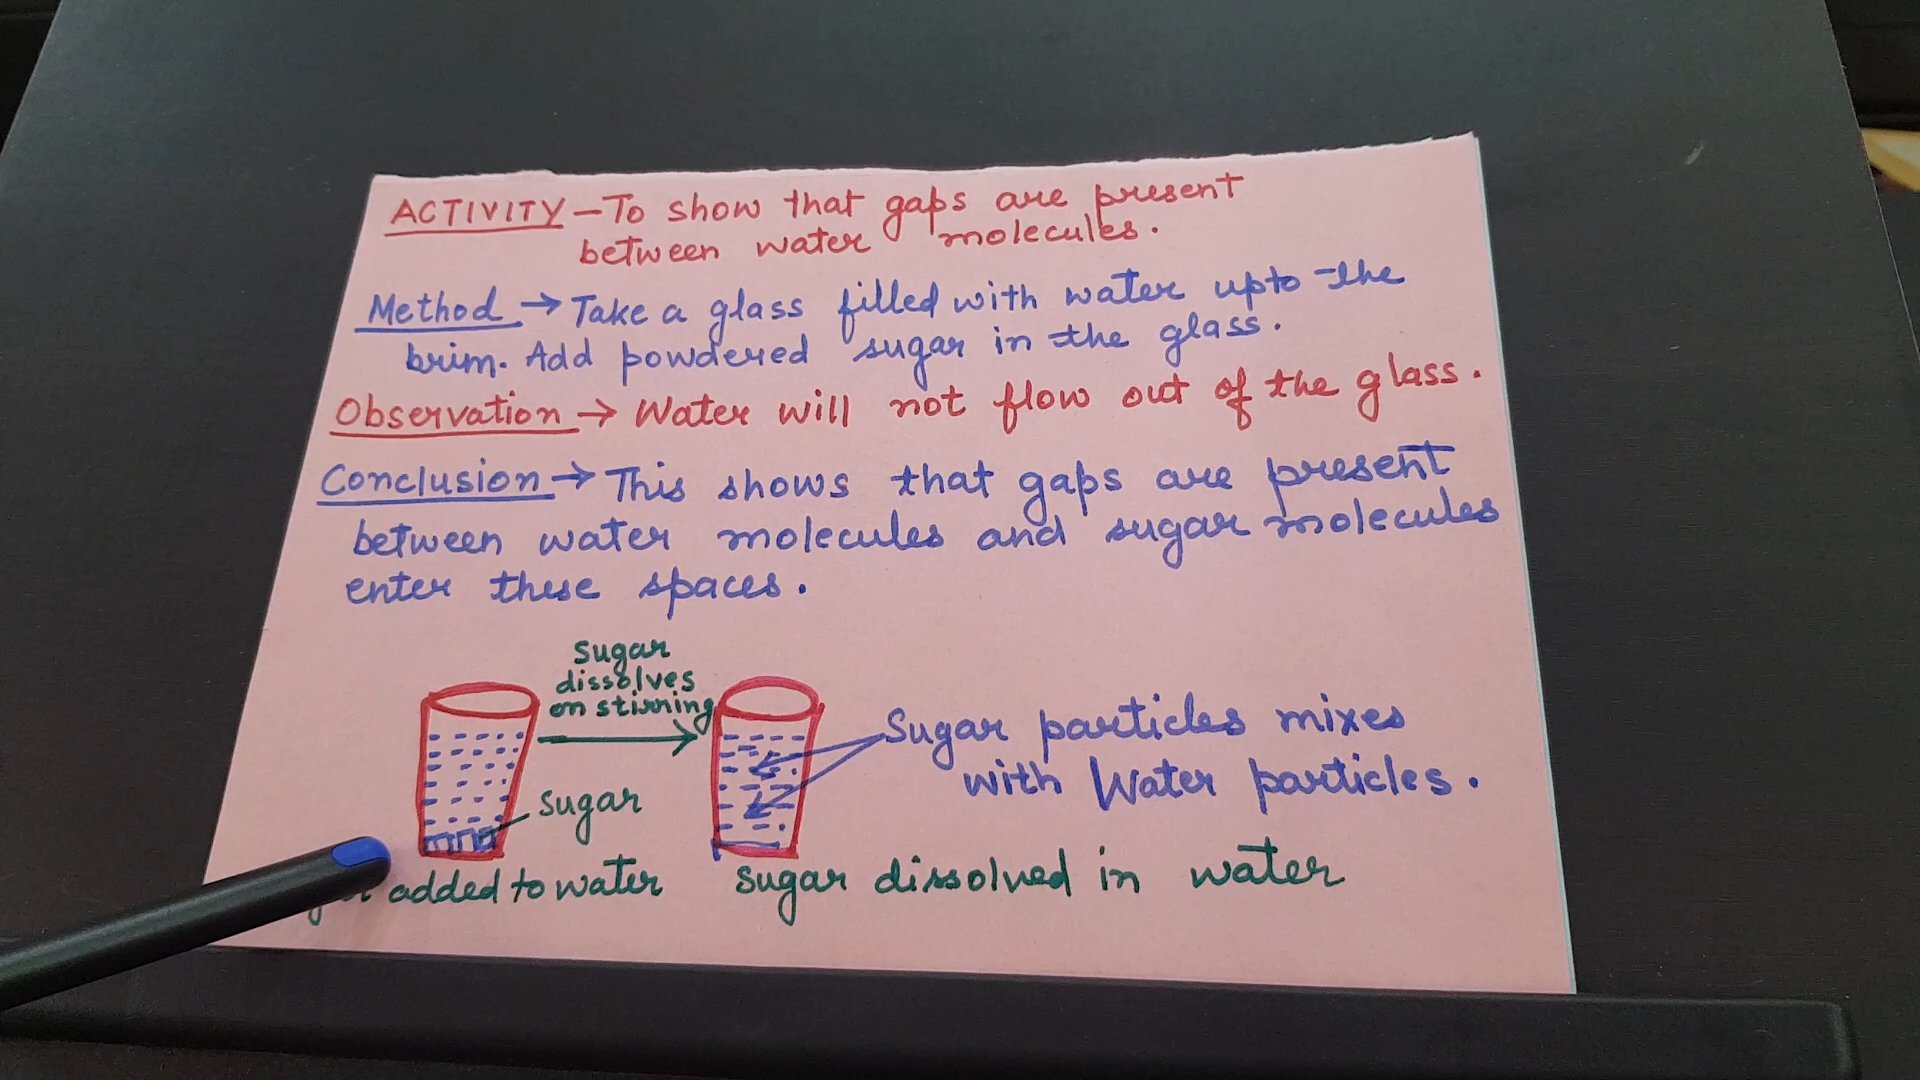 ACTIVITY – To show that gaps are present
between water molecules.
Method → Take a glass filled with water upto the
brim. Add powdered sugar in the glass.
Observation → Water will not flow out of the glass.
Conclusion → This shows that gaps are present
between water molecules and sugar molecules
enter these spaces.
Sugar
dissolves
on stirring
Sugar particles mixes
with Water particles.
sugar
added to water
sugar dissolved in water